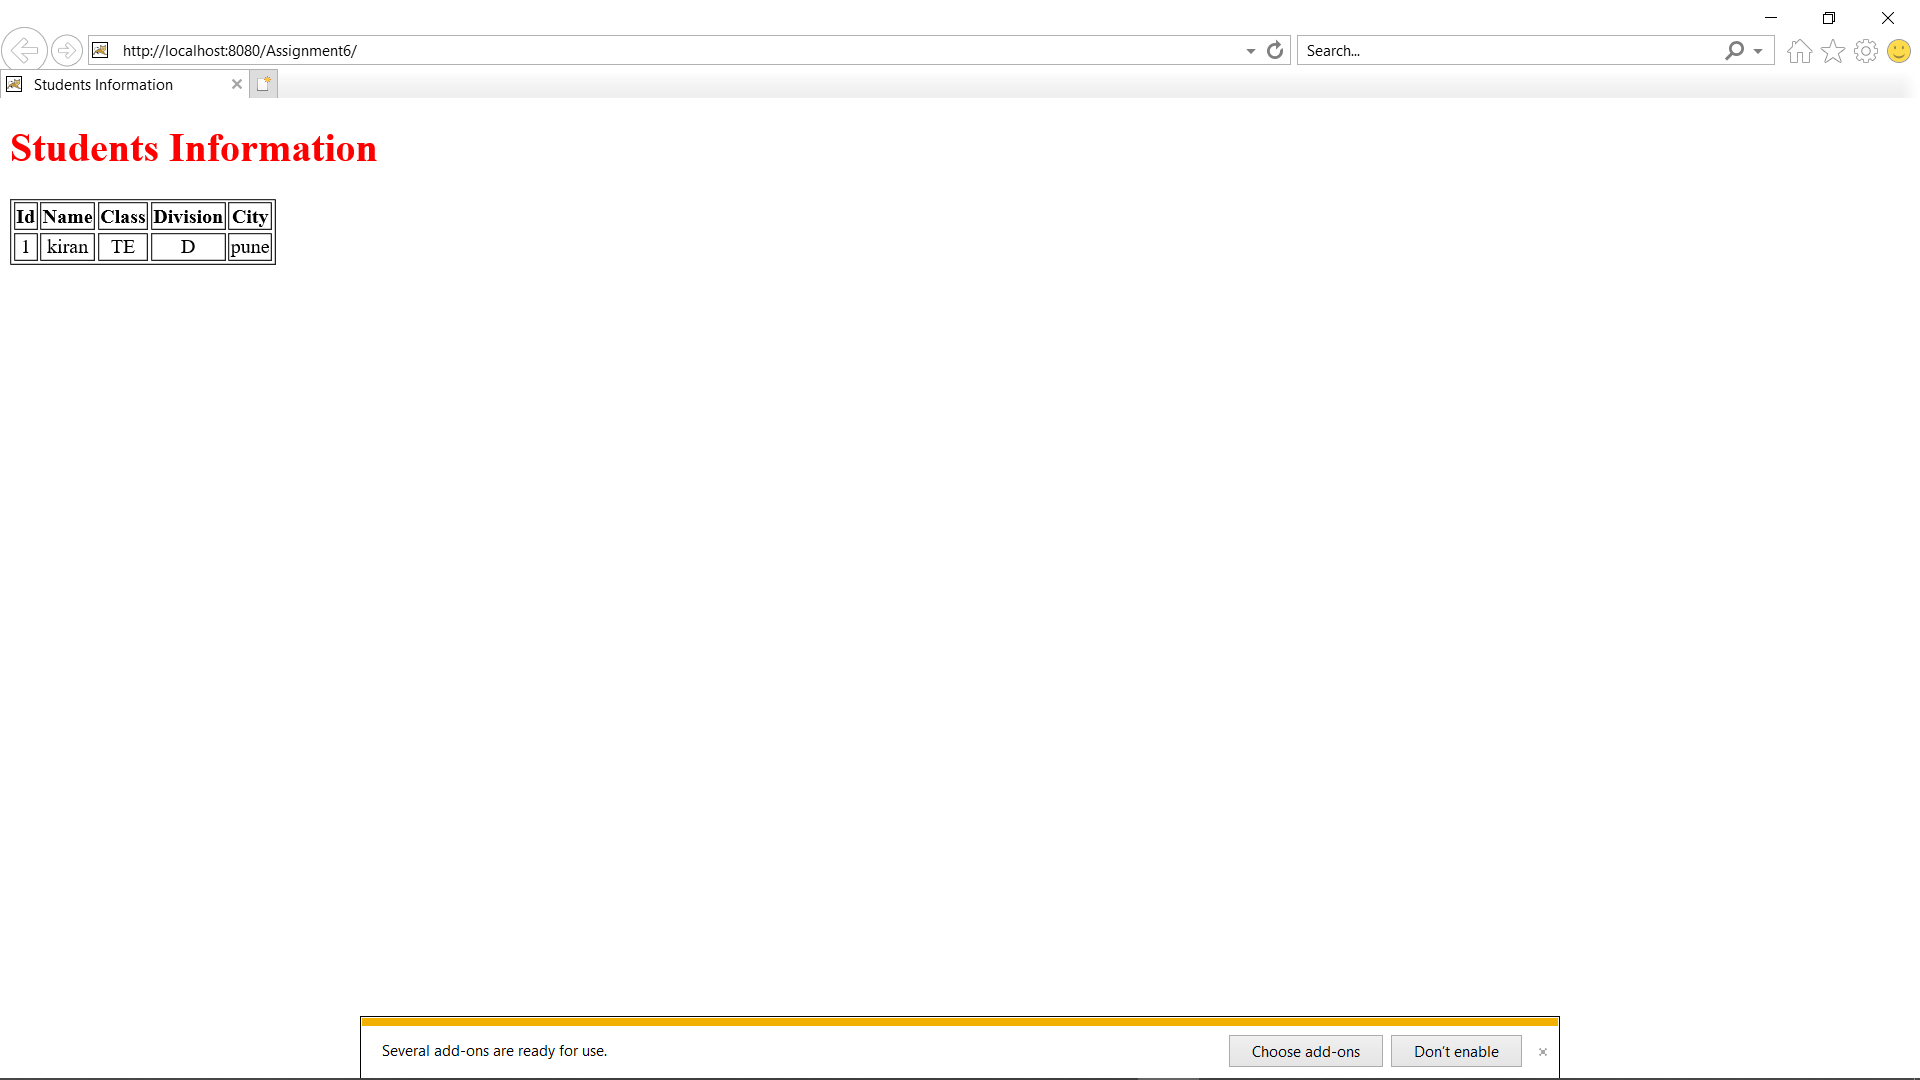 http://localhost:8080/Assignment6/
Search...
Students Information
Students Information
Id Name Class Division City
1 kiran TE D pune
Several add-ons are ready for use.
Choose add-ons
Don't enable